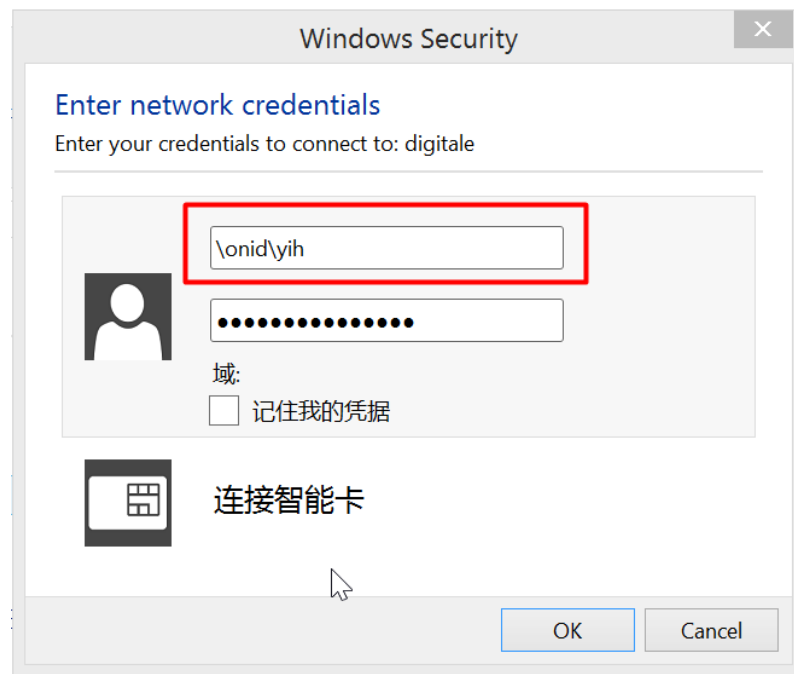 Windows Security
Enter network credentials
Enter your credentials to connect to: digitale
\onid\yih
●●●●●●●●●●●●●●●
域:
记住我的凭据
连接智能卡
OK
Cancel